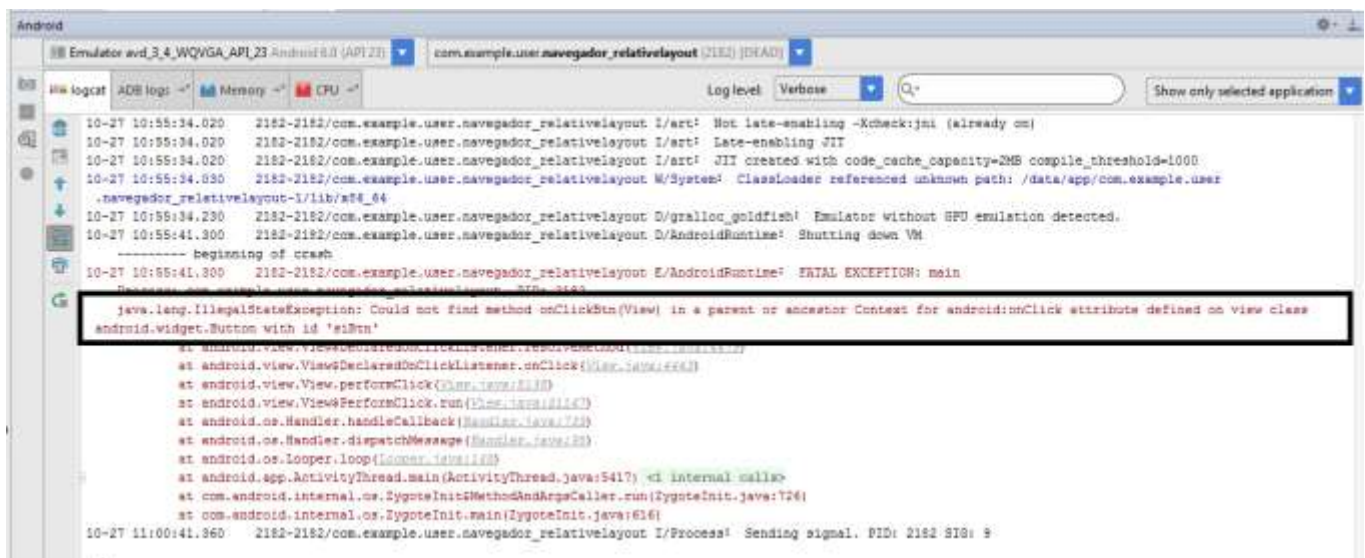 Android
Emulator avd_3_4_WQVGA_API_23 Android 6.0 (API 23) com.example.user.navegador_relativelayout (2182) [DEAD]
logcat ADB logs Memory CPU Log level: Verbose Show only selected application
10-27 10:55:34.020 2182-2182/com.example.user.navegador_relativelayout I/art: Not late-enabling -Xcheck:jni (already on)
10-27 10:55:34.020 2182-2182/com.example.user.navegador_relativelayout I/art: Late-enabling JIT
10-27 10:55:34.020 2182-2182/com.example.user.navegador_relativelayout I/art: JIT created with code_cache_capacity=2MB compile_threshold=1000
10-27 10:55:34.030 2182-2182/com.example.user.navegador_relativelayout W/System: ClassLoader referenced unknown path: /data/app/com.example.user
.navegador_relativelayout-1/lib/x86_64
10-27 10:55:34.230 2182-2182/com.example.user.navegador_relativelayout D/gralloc_goldfish: Emulator without GPU emulation detected.
10-27 10:55:41.300 2182-2182/com.example.user.navegador_relativelayout D/AndroidRuntime: Shutting down VM
--------- beginning of crash
10-27 10:55:41.300 2182-2182/com.example.user.navegador_relativelayout E/AndroidRuntime: FATAL EXCEPTION: main
Process: com.example.user.navegador_relativelayout, PID: 2182
java.lang.IllegalStateException: Could not find method onClickBtn(View) in a parent or ancestor Context for android:onClick attribute defined on view class
android.widget.Button with id 'siBtn'
at android.view.View$DeclaredOnClickListener.resolveMethod(
at android.view.View$DeclaredOnClickListener.onClick(
at android.view.View.performClick(
at android.view.View$PerformClick.run(
at android.os.Handler.handleCallback(
at android.os.Handler.dispatchMessage(
at android.os.Looper.loop(
at android.app.ActivityThread.main(ActivityThread.java:5417) <1 internal calls>
at com.android.internal.os.ZygoteInit$MethodAndArgsCaller.run(ZygoteInit.java:726)
at com.android.internal.os.ZygoteInit.main(ZygoteInit.java:616)
10-27 11:00:41.360 2182-2182/com.example.user.navegador_relativelayout I/Process: Sending signal. PID: 2182 SIG: 9